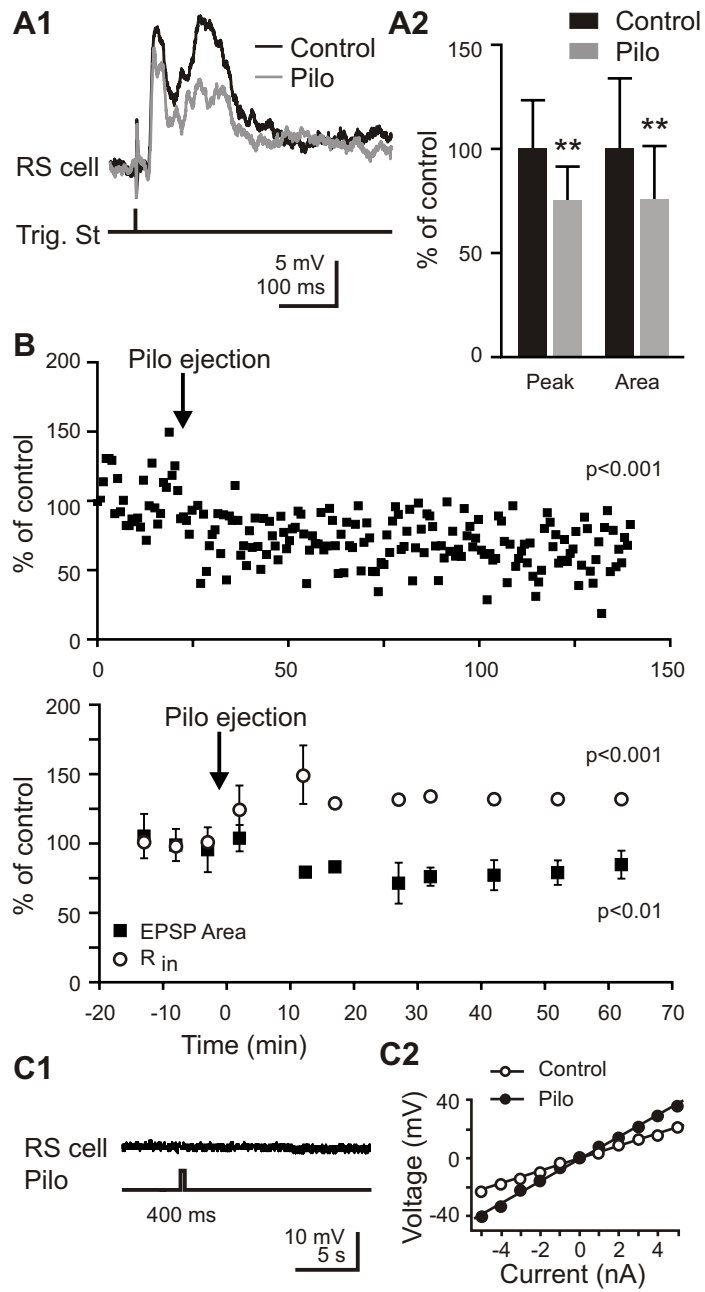 A1
Control
Pilo
RS cell
Trig. St
5 mV
100 ms
A2
Control
Pilo
150
100
50
0
% of control
**
**
Peak
Area
B
200
150
100
50
0
% of control
Pilo ejection
p<0.001
0
50
100
150
200
150
100
50
0
% of control
Pilo ejection
p<0.001
p<0.01
EPSP Area
R in
-20
-10
0
10
20
30
40
50
60
70
Time (min)
C1
RS cell
Pilo
400 ms
10 mV
5 s
C2
Control
Pilo
40
0
-40
Voltage (mV)
-4
-2
0
2
4
Current (nA)